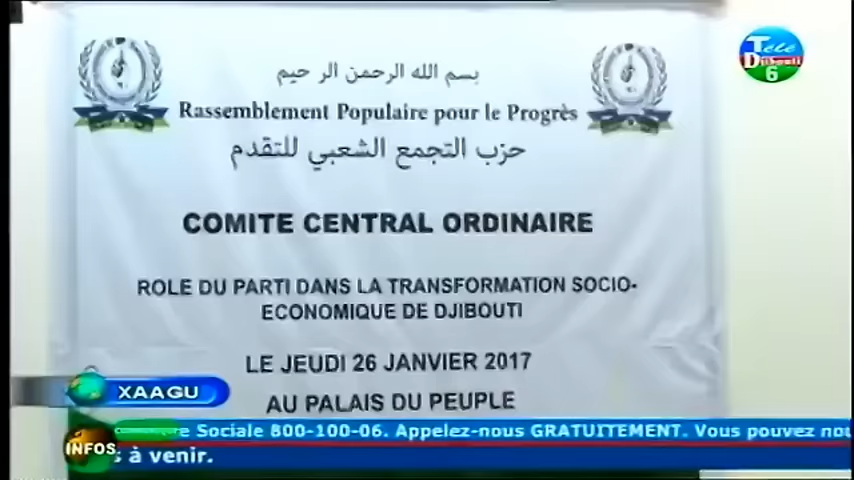 بسم الله الرحمن الرحيم
Rassemblement Populaire pour le Progrès
حزب التجمع الشعبي للتقدم
COMITE CENTRAL ORDINAIRE
ROLE DU PARTI DANS LA TRANSFORMATION SOCIO-
ECONOMIQUE DE DJIBOUTI
LE JEUDI 26 JANVIER 2017
AU PALAIS DU PEUPLE
Télé
Djibouti
6
XAAGU
e Sociale 800-100-06. Appelez-nous GRATUITEMENT. Vous pouvez nou
INFOS
s à venir.